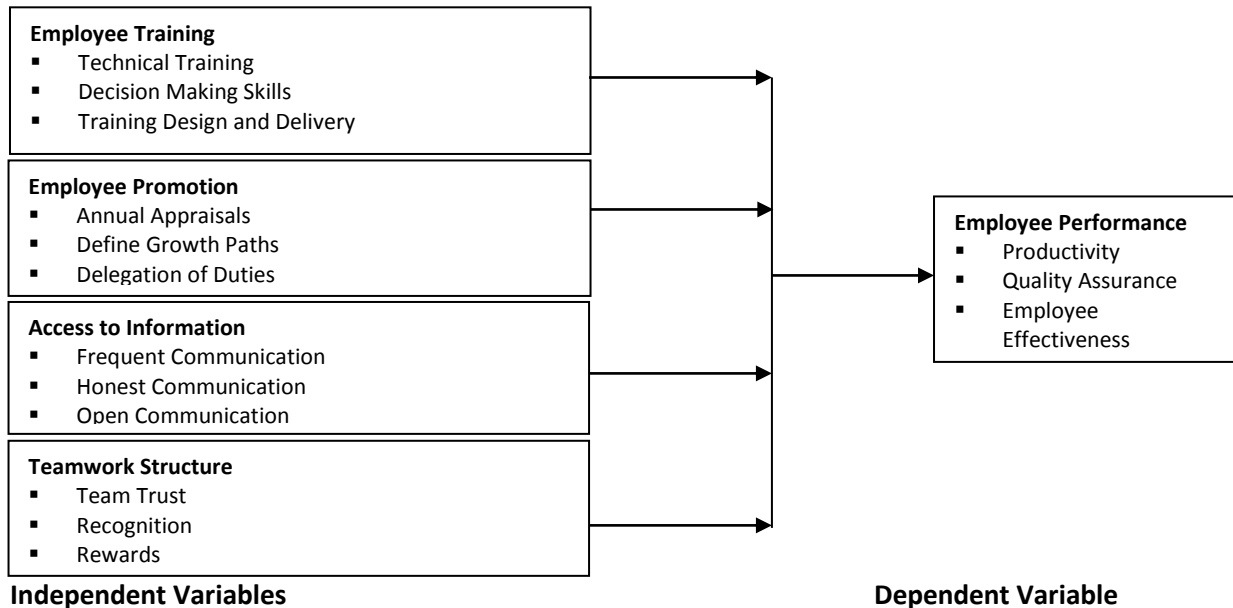 Employee Training
▪ Technical Training
▪ Decision Making Skills
▪ Training Design and Delivery
Employee Promotion
▪ Annual Appraisals
▪ Define Growth Paths
▪ Delegation of Duties
Access to Information
▪ Frequent Communication
▪ Honest Communication
▪ Open Communication
Teamwork Structure
▪ Team Trust
▪ Recognition
▪ Rewards
Independent Variables
Employee Performance
▪ Productivity
▪ Quality Assurance
▪ Employee
Effectiveness
Dependent Variable